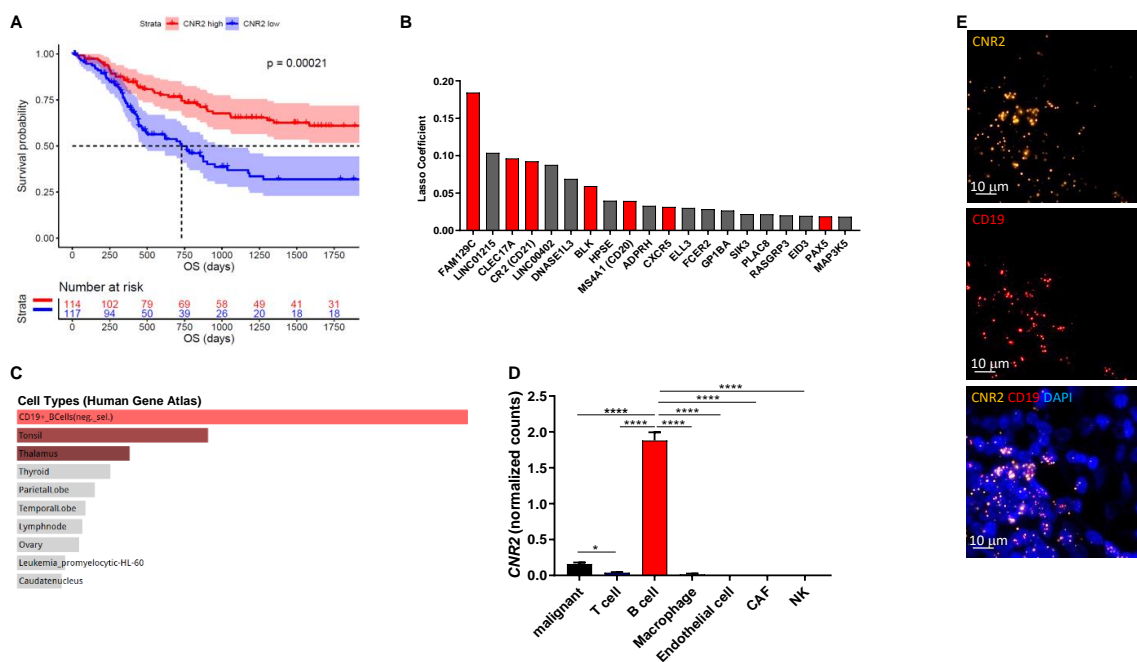 A
Strata CNR2 high CNR2 low
p = 0.00021
Survival probability
1.00
0.75
0.50
0.25
0.00
0 250 500 750 1000 1250 1500 1750
OS (days)
Number at risk
Strata
114 102 79 69 58 49 41 31
117 94 50 39 26 20 18 18
0 250 500 750 1000 1250 1500 1750
OS (days)
B
Lasso Coefficient
0.20
0.15
0.10
0.05
0.00
FAM129C
LINC01215
CLEC17A
CR2 (CD21)
LINC00402
DNASE1L3
BLK
HPSE
MS4A1 (CD20)
ADPRH
CXCR5
ELL3
FCER2
GP1BA
SIK3
PLAC8
RASGRP3
EID3
PAX5
MAP3K5
C
Cell Types (Human Gene Atlas)
CD19+_BCells(neg._sel.)
Tonsil
Thalamus
Thyroid
ParietalLobe
TemporalLobe
Lymphnode
Ovary
Leukemia_promyelocytic-HL-60
Caudatenucleus
D
CNR2 (normalized counts)
2.5
2.0
1.5
1.0
0.5
0.0
****
****
**** ****
**** ****
*
malignant
T cell
B cell
Macrophage
Endothelial cell
CAF
NK
E
CNR2
10 μm
CD19
10 μm
CNR2 CD19 DAPI
10 μm